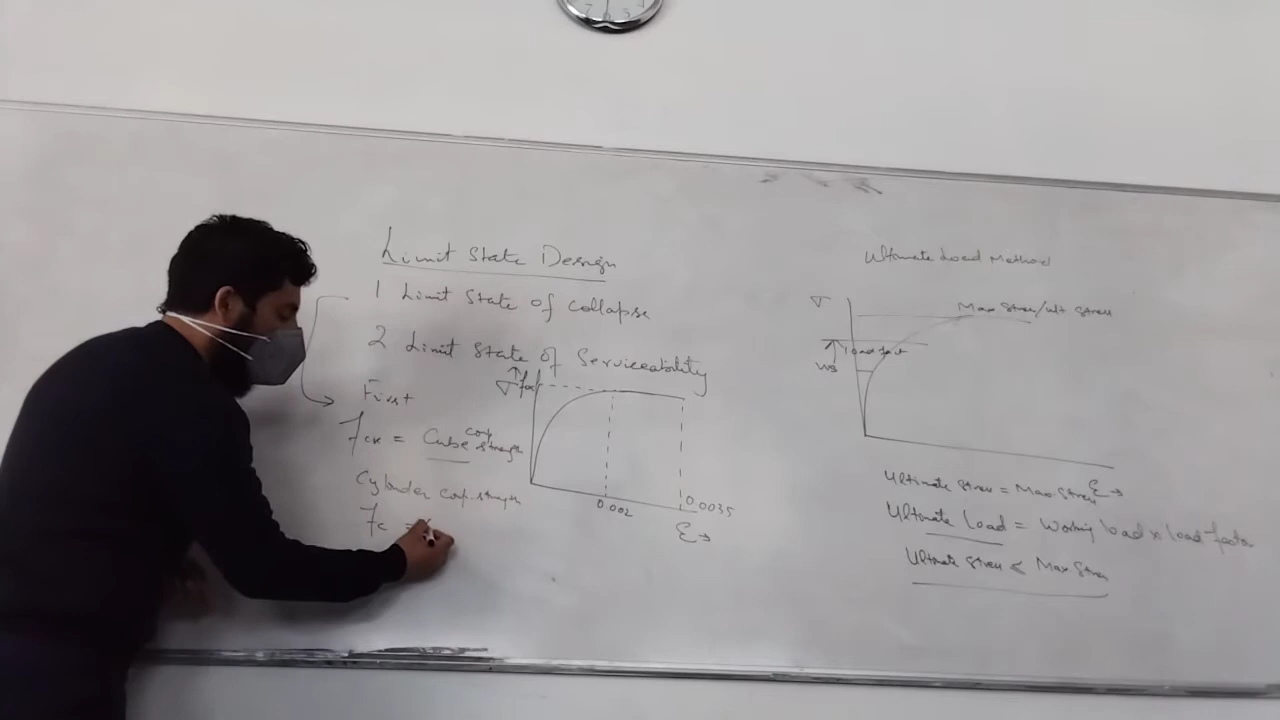 Limit State Design
1 Limit State of Collapse
2 Limit State of Serviceability
First
fck = Cube comp strength
Cylinder comp. strength
fc =
σ fck
0.002
0.0035
ε →
Ultimate Load Method
σ
Max Stress/ult stress
Load fact
WS
ε →
Ultimate Stress = Max Stress
Ultimate Load = Working load x load factor
Ultimate Stress < Max Stress